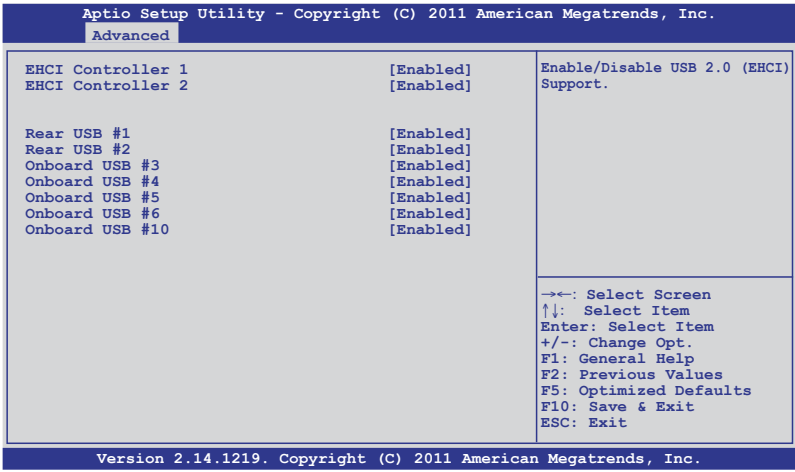 Aptio Setup Utility - Copyright (C) 2011 American Megatrends, Inc.
Advanced
EHCI Controller 1 [Enabled]
EHCI Controller 2 [Enabled]
Rear USB #1 [Enabled]
Rear USB #2 [Enabled]
Onboard USB #3 [Enabled]
Onboard USB #4 [Enabled]
Onboard USB #5 [Enabled]
Onboard USB #6 [Enabled]
Onboard USB #10 [Enabled]
Enable/Disable USB 2.0 (EHCI)
Support.
→←: Select Screen
↑↓: Select Item
Enter: Select Item
+/-: Change Opt.
F1: General Help
F2: Previous Values
F5: Optimized Defaults
F10: Save & Exit
ESC: Exit
Version 2.14.1219. Copyright (C) 2011 American Megatrends, Inc.